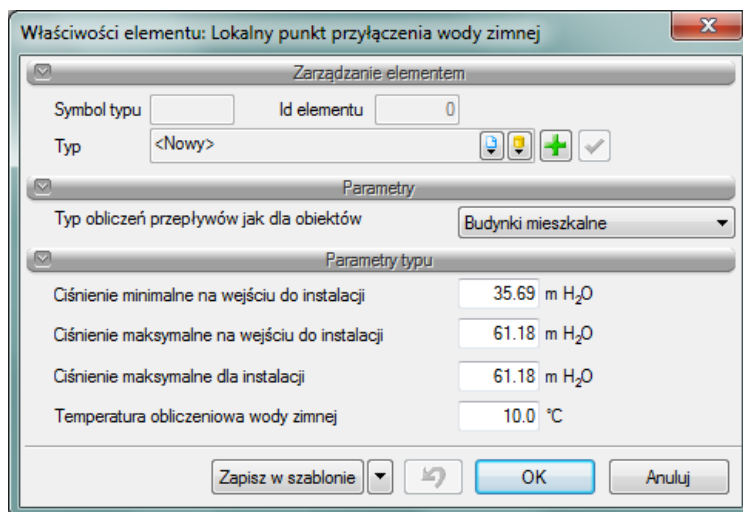 Właściwości elementu: Lokalny punkt przyłączenia wody zimnej
Zarządzanie elementem
Symbol typu Id elementu 0
Typ <Nowy>
Parametry
Typ obliczeń przepływów jak dla obiektów Budynki mieszkalne
Parametry typu
Ciśnienie minimalne na wejściu do instalacji 35.69 m H₂O
Ciśnienie maksymalne na wejściu do instalacji 61.18 m H₂O
Ciśnienie maksymalne dla instalacji 61.18 m H₂O
Temperatura obliczeniowa wody zimnej 10.0 °C
Zapisz w szablonie OK Anuluj